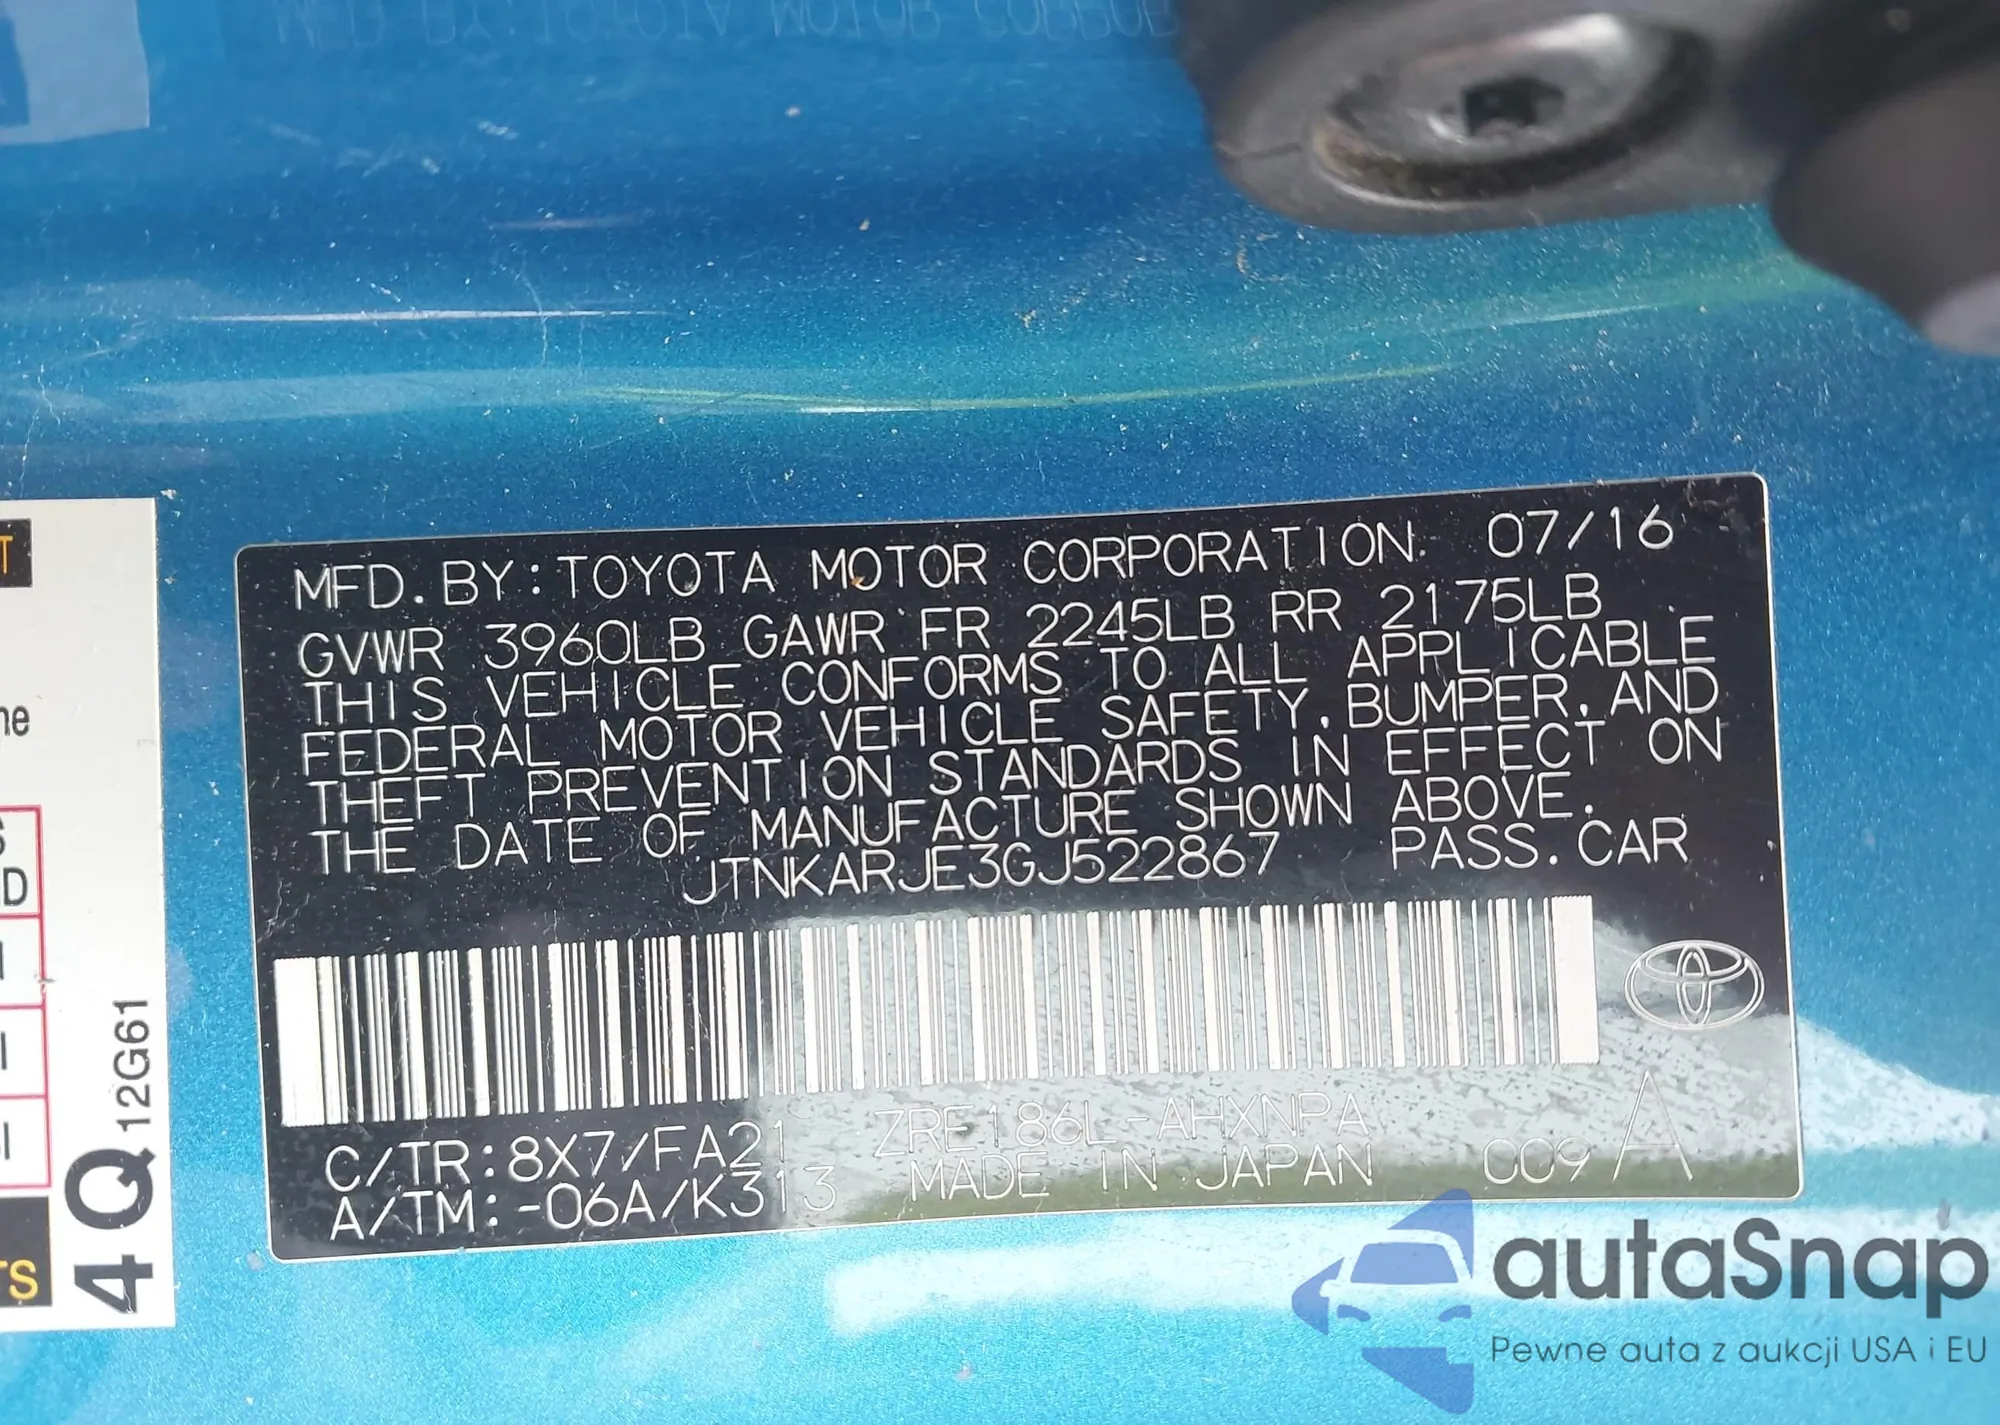 MFD. BY:TOYOTA MOTOR CORPORATION 07/16
GVWR 3960LB GAWR FR 2245LB RR 2175LB
THIS VEHICLE CONFORMS TO ALL APPLICABLE
FEDERAL MOTOR VEHICLE SAFETY, BUMPER, AND
THEFT PREVENTION STANDARDS IN EFFECT ON
THE DATE OF MANUFACTURE SHOWN ABOVE.
JTNKARJE3GJ522867 PASS. CAR
C/TR:8X7/FA21 ZRE186L-AHXNPA
A/TM:-06A/K313 MADE IN JAPAN 009 A
4Q 12G61
autaSnap
Pewne auta z aukcji USA i EU